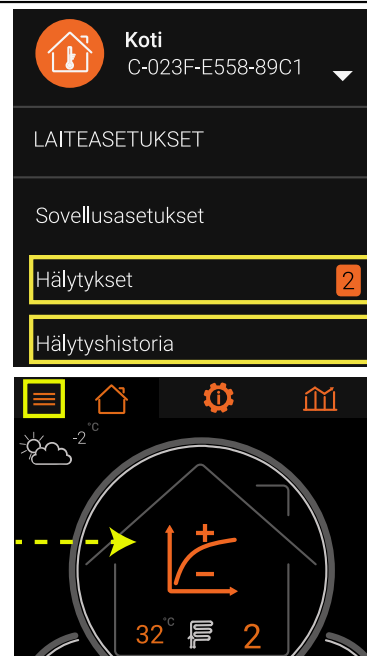 Koti
C-023F-E558-89C1
LAITEASETUKSET
Sovellusasetukset
Hälytykset 2
Hälytyshistoria
-2°C
+
−
32°C 2